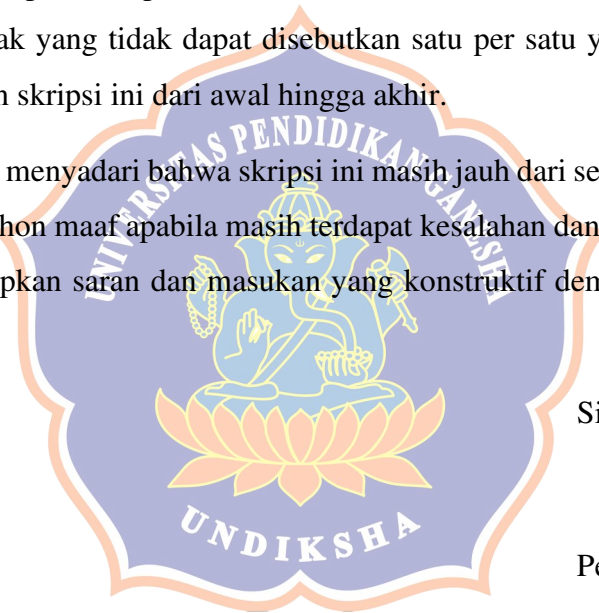 ak yang tidak dapat disebutkan satu per satu y
n skripsi ini dari awal hingga akhir.
UNIVERSITAS PENDIDIKAN GANESHA
menyadari bahwa skripsi ini masih jauh dari se
hon maaf apabila masih terdapat kesalahan dan
pkan saran dan masukan yang konstruktif dem
Si
UNDIKSHA
Pe